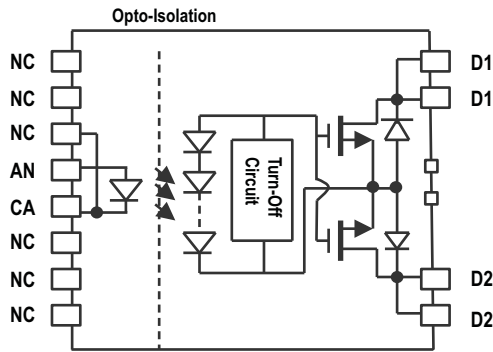 Opto-Isolation
NC
NC
NC
AN
CA
NC
NC
NC
Turn-Off
Circuit
D1
D1
D2
D2